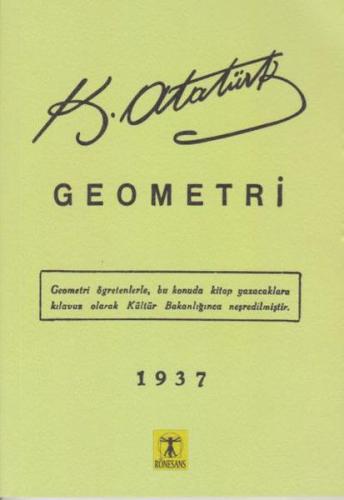 K. Atatürk
GEOMETRİ
Geometri öğretenlerle, bu konuda kitap yazacaklara
kılavuz olarak Kültür Bakanlığınca neşredilmiştir.
1937
RÖNESANS